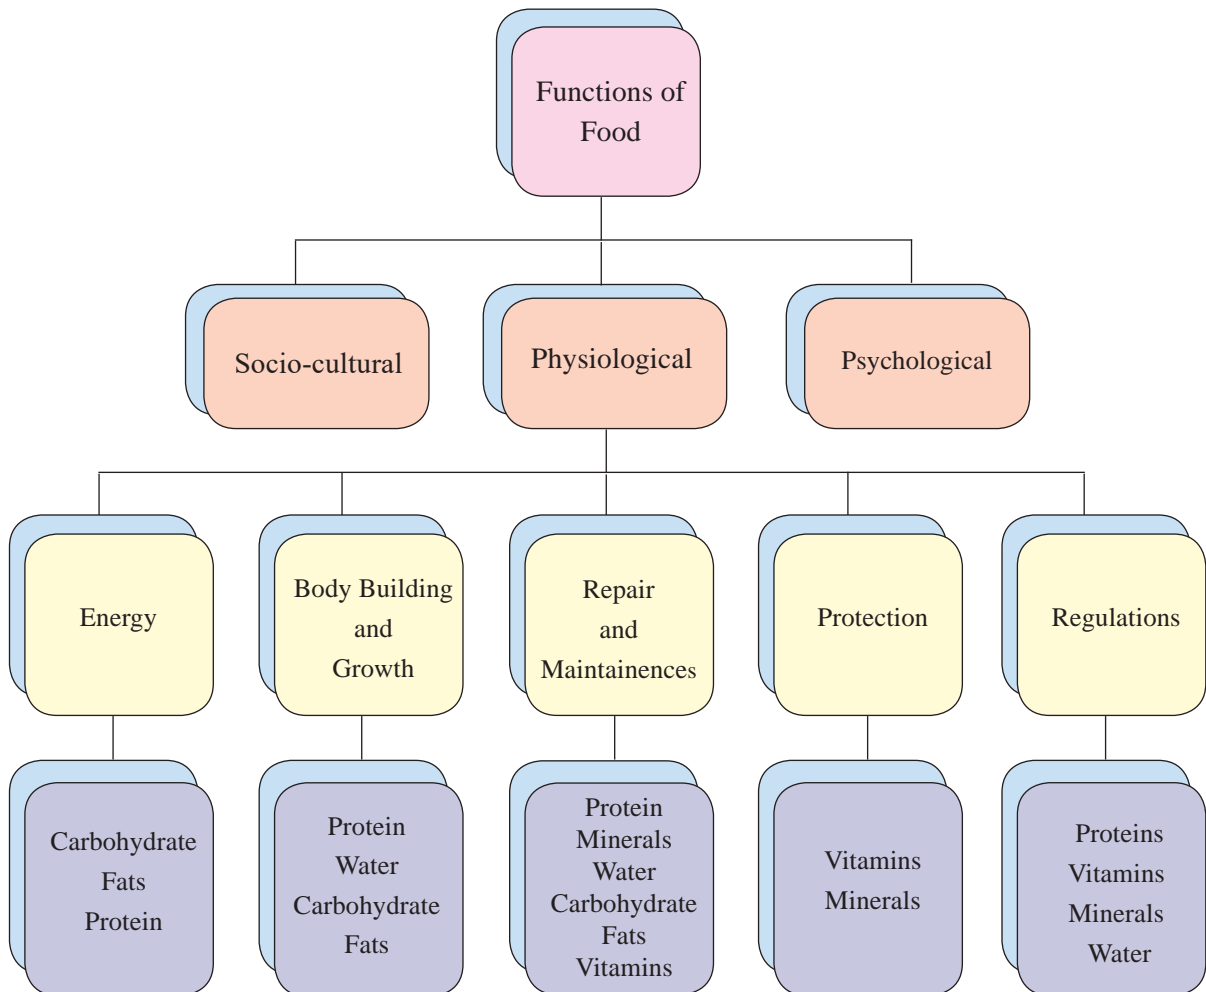 Functions of
Food
Socio-cultural
Physiological
Psychological
Energy
Body Building
and
Growth
Repair
and
Maintainences
Protection
Regulations
Carbohydrate
Fats
Protein
Protein
Water
Carbohydrate
Fats
Protein
Minerals
Water
Carbohydrate
Fats
Vitamins
Vitamins
Minerals
Proteins
Vitamins
Minerals
Water